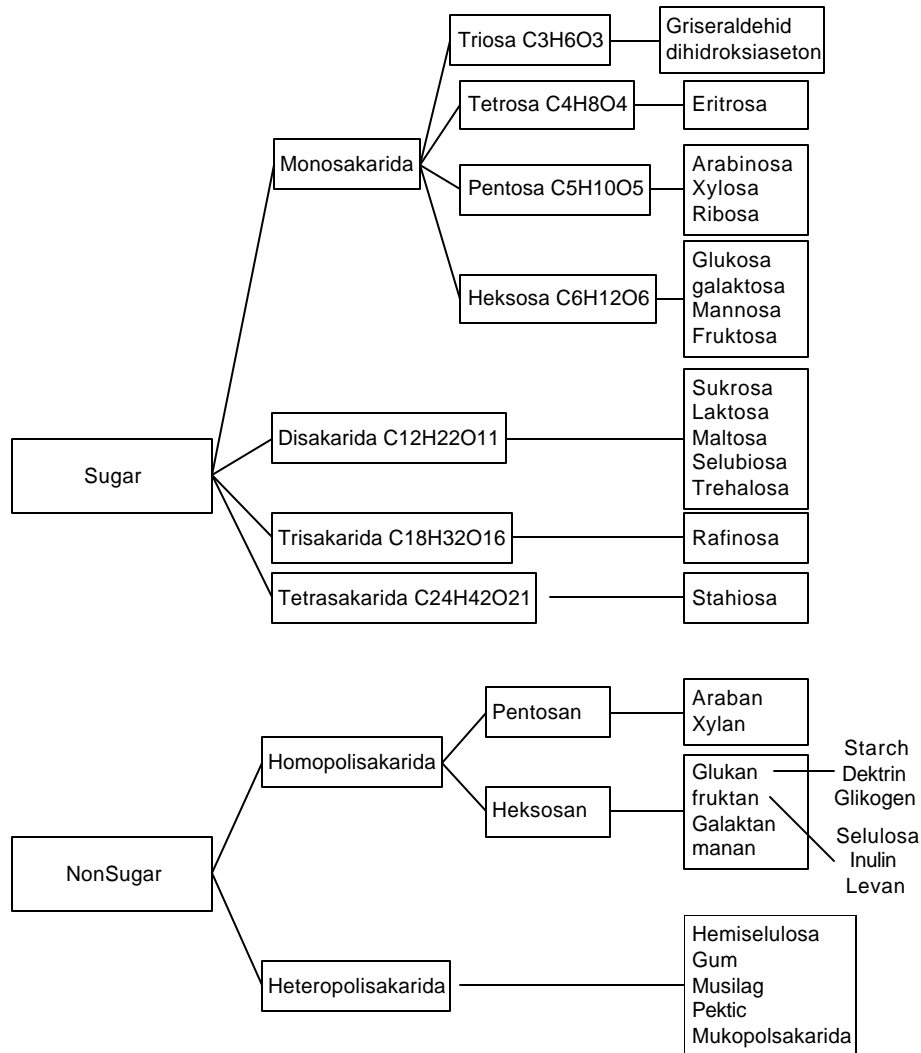 Triosa C3H6O3
Griseraldehid
dihidroksiaseton
Tetrosa C4H8O4
Eritrosa
Monosakarida
Pentosa C5H10O5
Arabinosa
Xylosa
Ribosa
Heksosa C6H12O6
Glukosa
galaktosa
Mannosa
Fruktosa
Sugar
Disakarida C12H22O11
Sukrosa
Laktosa
Maltosa
Selubiosa
Trehalosa
Trisakarida C18H32O16
Rafinosa
Tetrasakarida C24H42O21
Stahiosa
NonSugar
Homopolisakarida
Pentosan
Araban
Xylan
Heksosan
Glukan
fruktan
Galaktan
manan
Starch
Dektrin
Glikogen
Selulosa
Inulin
Levan
Heteropolisakarida
Hemiselulosa
Gum
Musilag
Pektic
Mukopolsakarida